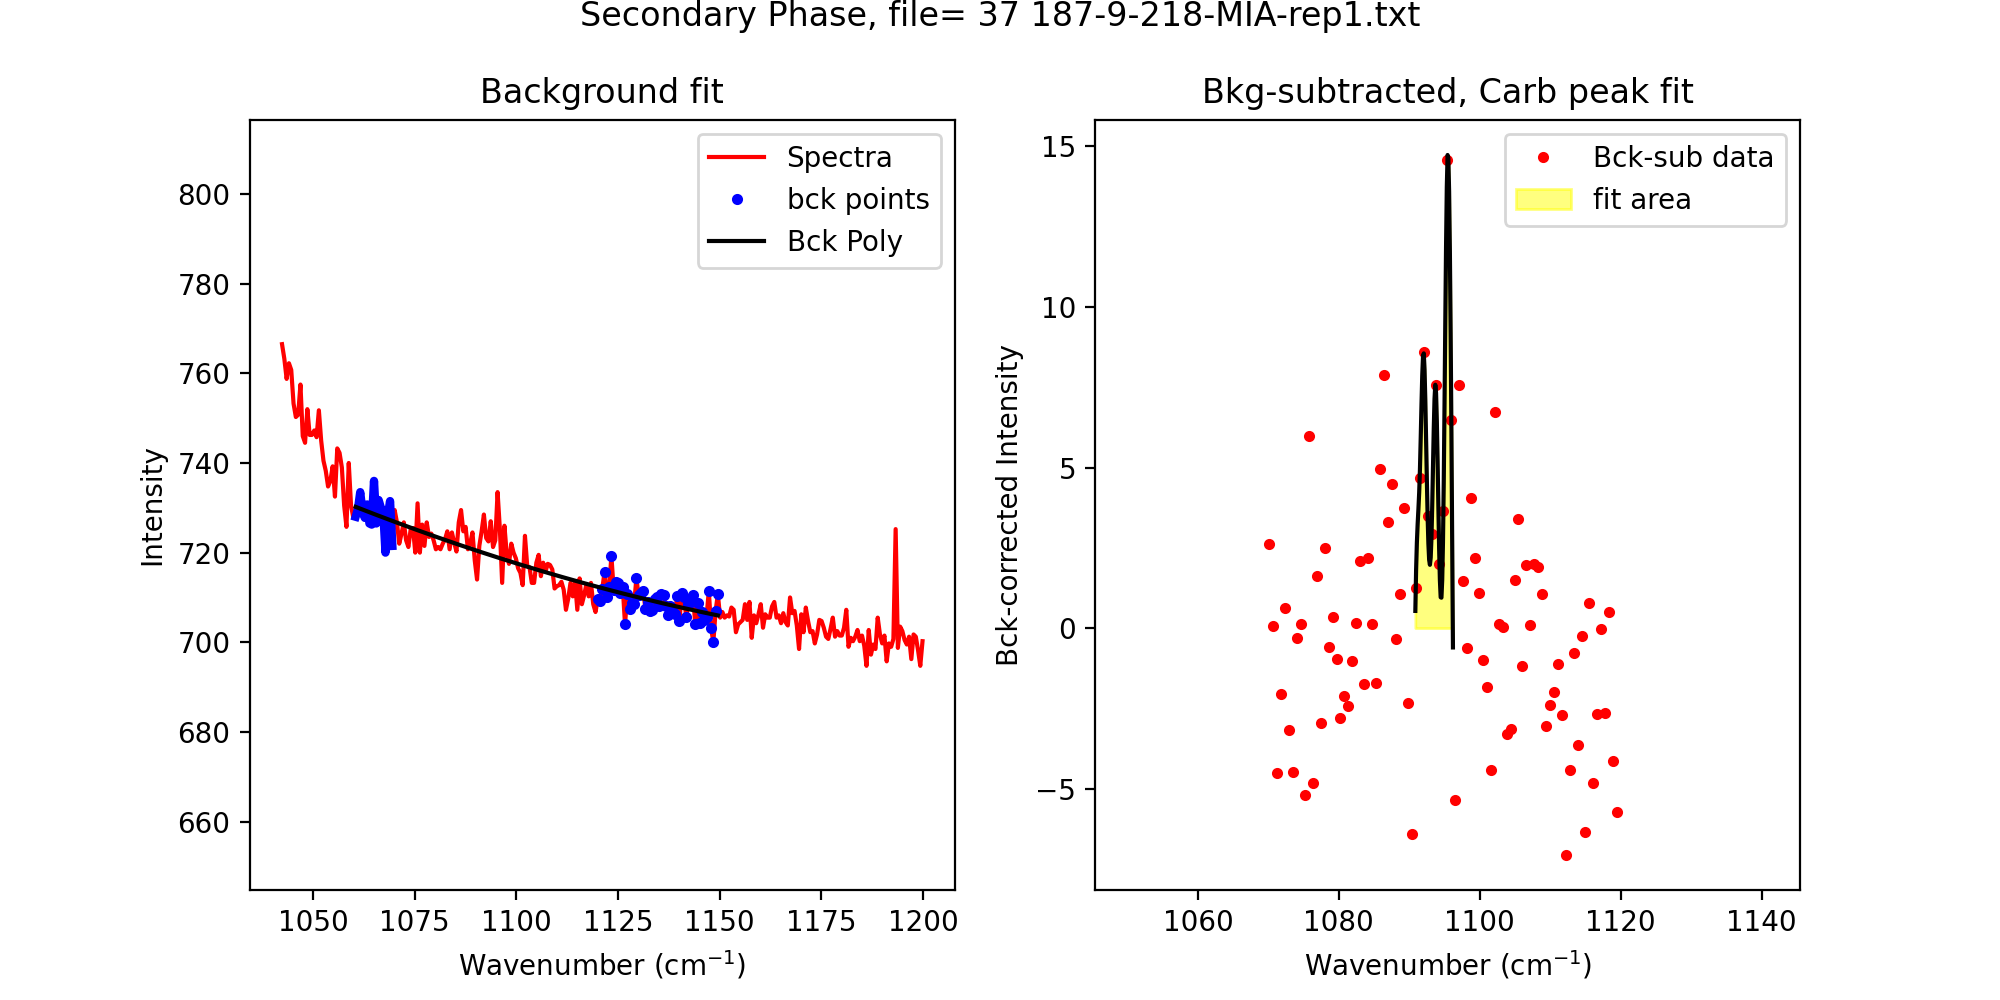 Secondary Phase, file= 37 187-9-218-MIA-rep1.txt
Background fit
Spectra
bck points
Bck Poly
800
780
760
740
720
700
680
660
Intensity
1050 1075 1100 1125 1150 1175 1200
Wavenumber (cm⁻¹)
Bkg-subtracted, Carb peak fit
Bck-sub data
fit area
15
10
5
0
−5
Bck-corrected Intensity
1060 1080 1100 1120 1140
Wavenumber (cm⁻¹)